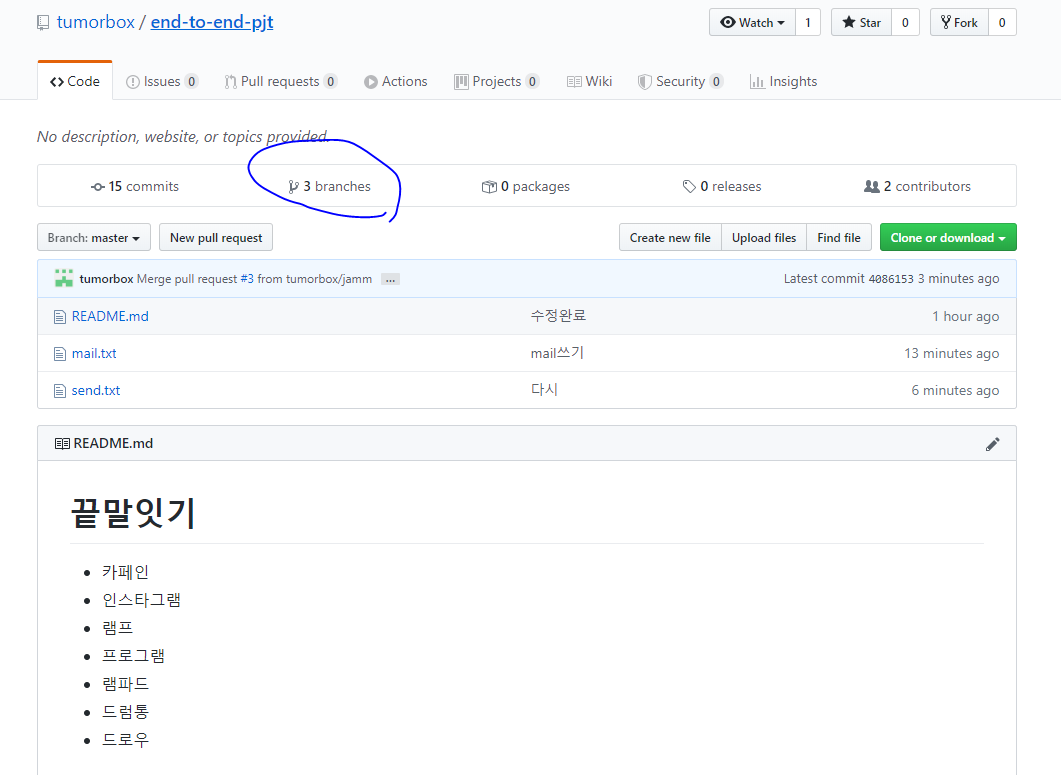 tumorbox / end-to-end-pjt
Watch 1 Star 0 Fork 0
Code Issues 0 Pull requests 0 Actions Projects 0 Wiki Security 0 Insights
No description, website, or topics provided.
15 commits 3 branches 0 packages 0 releases 2 contributors
Branch: master New pull request Create new file Upload files Find file Clone or download
tumorbox Merge pull request #3 from tumorbox/jamm ... Latest commit 4086153 3 minutes ago
README.md 수정완료 1 hour ago
mail.txt mail쓰기 13 minutes ago
send.txt 다시 6 minutes ago
README.md
끝말잇기
카페인
인스타그램
램프
프로그램
램파드
드럼통
드로우